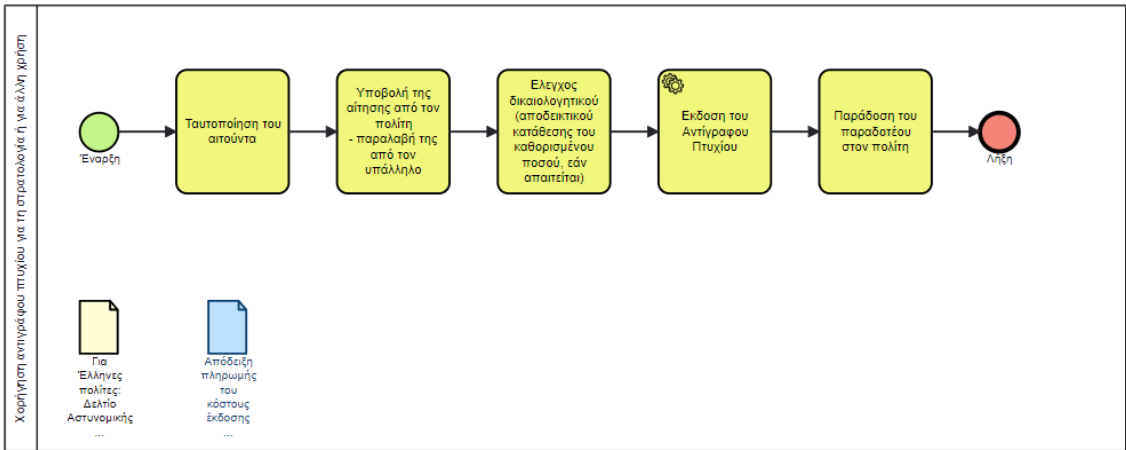 Χορήγηση αντιγράφου πτυχίου για τη στρατολογία ή για άλλη χρήση
Έναρξη
Ταυτοποίηση του
αιτούντα
Υποβολή της
αίτησης από τον
πολίτη
- παραλαβή της
από τον
υπάλληλο
Ελεγχος
δικαιολογητικού
(αποδεικτικού
κατάθεσης του
καθορισμένου
ποσού, εάν
απαιτείται)
Εκδοση του
Αντίγραφου
Πτυχίου
Παράδοση του
παραδοτέου
στον πολίτη
Λήξη
Για
Έλληνες
πολίτες:
Δελτίο
Αστυνομικής
...
Απόδειξη
πληρωμής
του
κόστους
έκδοσης
...